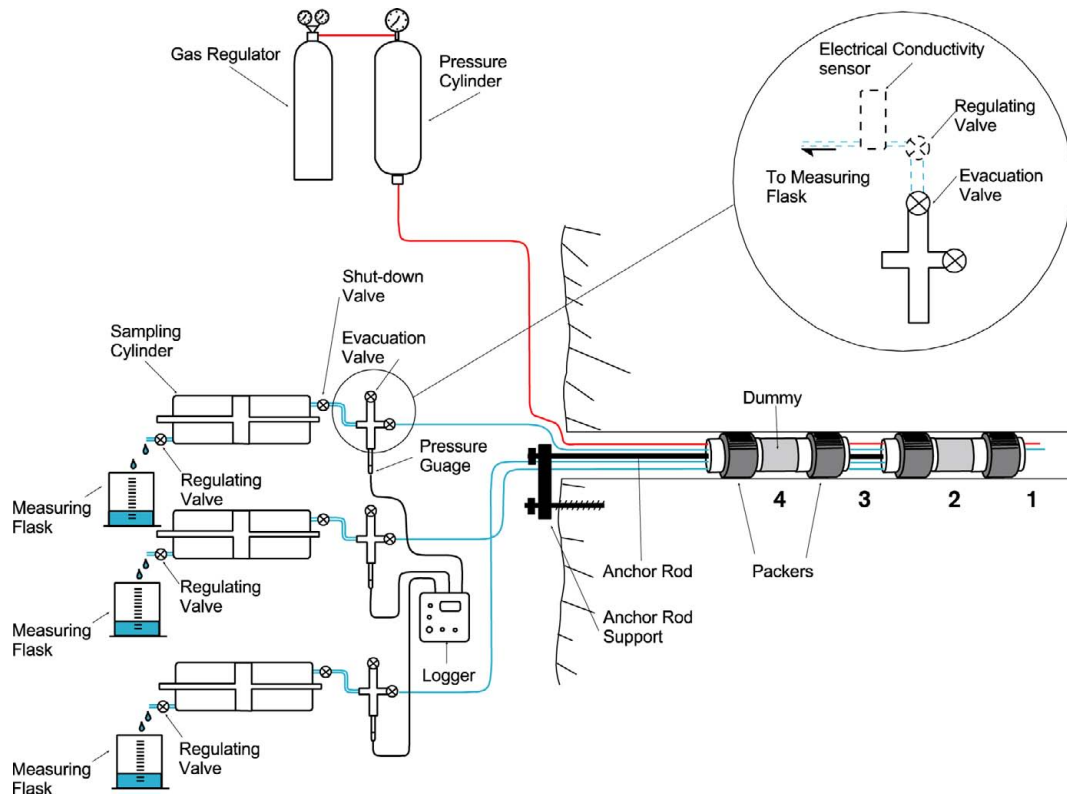 Gas Regulator
Pressure
Cylinder
Electrical Conductivity
sensor
Regulating
Valve
To Measuring
Flask
Evacuation
Valve
Shut-down
Valve
Sampling
Cylinder
Evacuation
Valve
Dummy
Pressure
Guage
Regulating
Valve
Measuring
Flask
4
3
2
1
Anchor Rod
Packers
Regulating
Valve
Anchor Rod
Support
Measuring
Flask
Logger
Regulating
Valve
Measuring
Flask